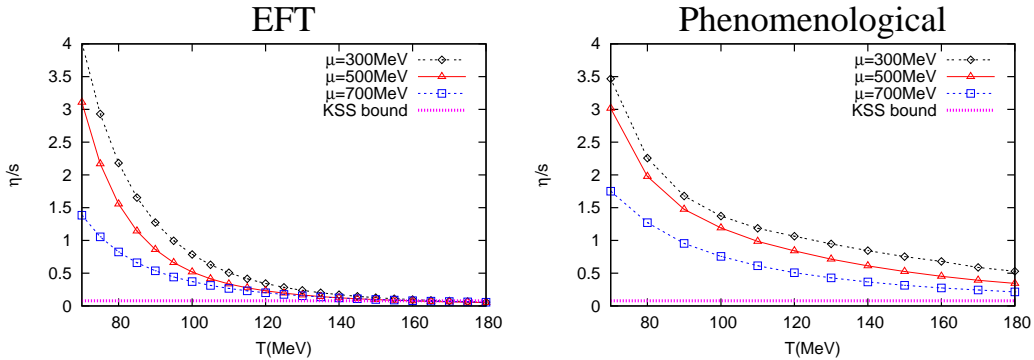 EFT
4
3.5
3
2.5
2
1.5
1
0.5
0
η/s
μ=300MeV
μ=500MeV
μ=700MeV
KSS bound
80 100 120 140 160 180
T(MeV)
Phenomenological
4
3.5
3
2.5
2
1.5
1
0.5
0
η/s
μ=300MeV
μ=500MeV
μ=700MeV
KSS bound
80 100 120 140 160 180
T(MeV)